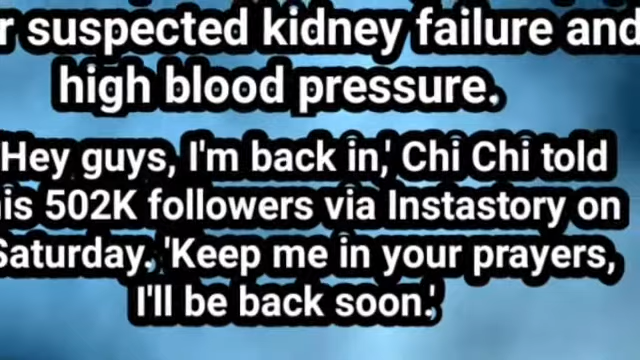 r suspected kidney failure and
high blood pressure.
'Hey guys, I'm back in,' Chi Chi told
his 502K followers via Instastory on
Saturday. 'Keep me in your prayers,
I'll be back soon.'